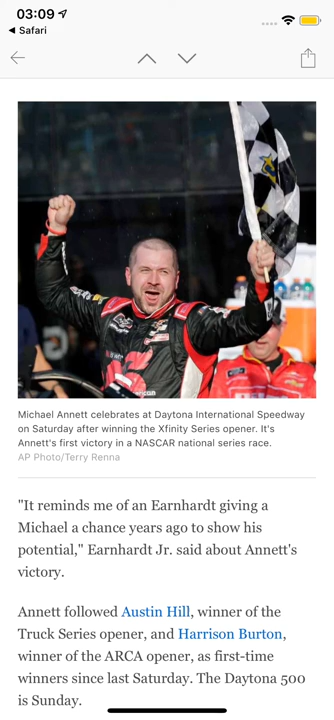 03:09
Safari
Michael Annett celebrates at Daytona International Speedway
on Saturday after winning the Xfinity Series opener. It's
Annett's first victory in a NASCAR national series race.
AP Photo/Terry Renna
"It reminds me of an Earnhardt giving a
Michael a chance years ago to show his
potential," Earnhardt Jr. said about Annett's
victory.
Annett followed Austin Hill, winner of the
Truck Series opener, and Harrison Burton,
winner of the ARCA opener, as first-time
winners since last Saturday. The Daytona 500
is Sunday.